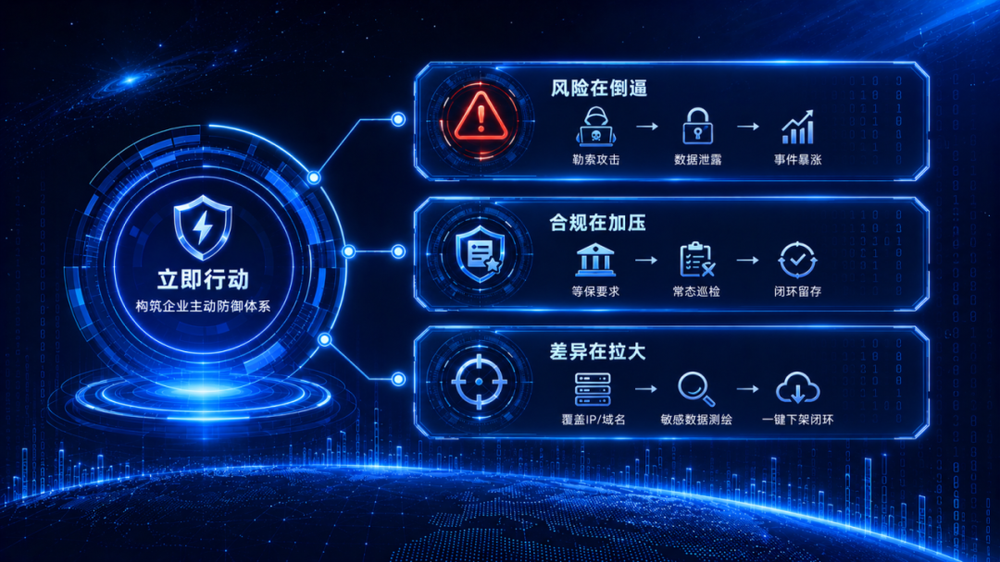 立即行动
构筑企业主动防御体系
风险在倒逼
勒索攻击
数据泄露
事件暴涨
合规在加压
等保要求
常态巡检
闭环留存
差异在拉大
覆盖IP/域名
敏感数据测绘
一键下架闭环